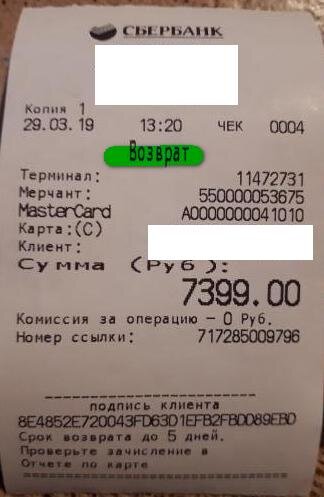 СБЕРБАНК
Копия 1
29.03.19 13:20 ЧЕК 0004
Возврат
Терминал: 11472731
Мерчант: 550000053675
MasterCard A0000000041010
Карта:(C)
Клиент:
Сумма (Руб):
7399.00
Комиссия за операцию – 0 Руб.
Номер ссылки: 717285009796
подпись клиента
8E4852E720043FD63D1EFB2FBDD89EBD
Срок возврата до 5 дней.
Проверьте зачисление в
Отчете по карте